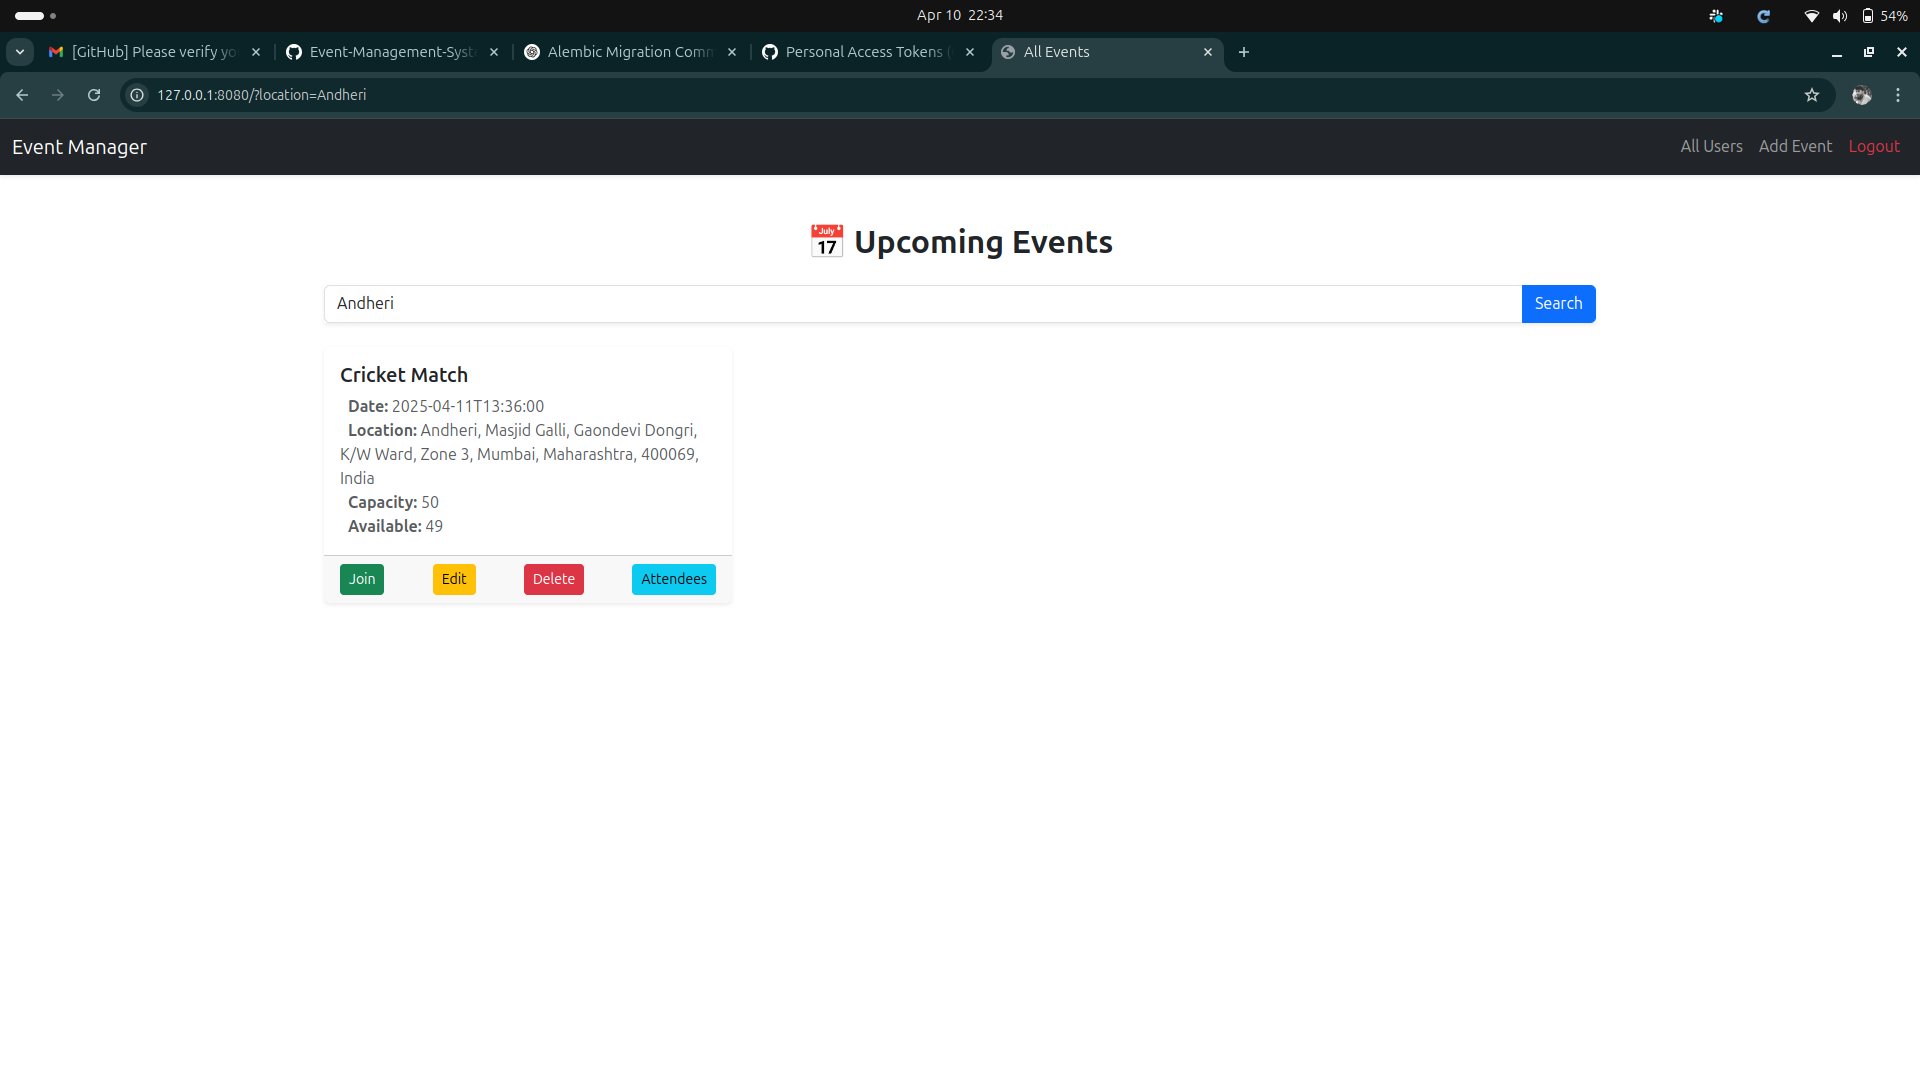 Apr 10 22:34
54%
[GitHub] Please verify yo
Event-Management-Syst
Alembic Migration Comm
Personal Access Tokens (
All Events
127.0.0.1:8080/?location=Andheri
Event Manager
All Users
Add Event
Logout
July
17
Upcoming Events
Andheri
Search
Cricket Match
Date: 2025-04-11T13:36:00
Location: Andheri, Masjid Galli, Gaondevi Dongri,
K/W Ward, Zone 3, Mumbai, Maharashtra, 400069,
India
Capacity: 50
Available: 49
Join
Edit
Delete
Attendees